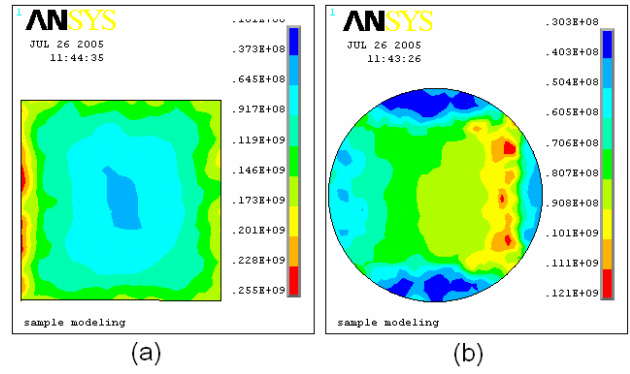 1
ANSYS
JUL 26 2005
11:44:35
.373E+08
.645E+08
.917E+08
.119E+09
.146E+09
.173E+09
.201E+09
.228E+09
.255E+09
sample modeling
(a)
1
ANSYS
JUL 26 2005
11:43:26
.303E+08
.403E+08
.504E+08
.605E+08
.706E+08
.807E+08
.908E+08
.101E+09
.111E+09
.121E+09
sample modeling
(b)